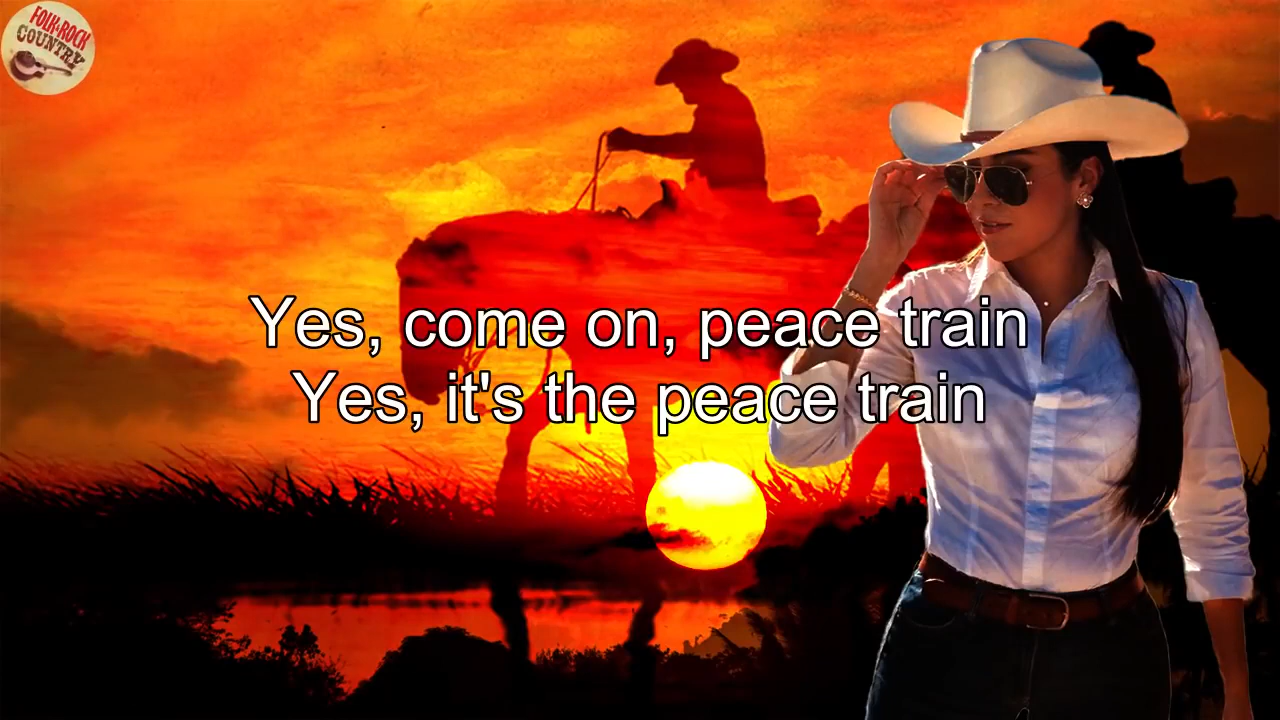 FOLK & ROCK
COUNTRY
Yes, come on, peace train
Yes, it's the peace train